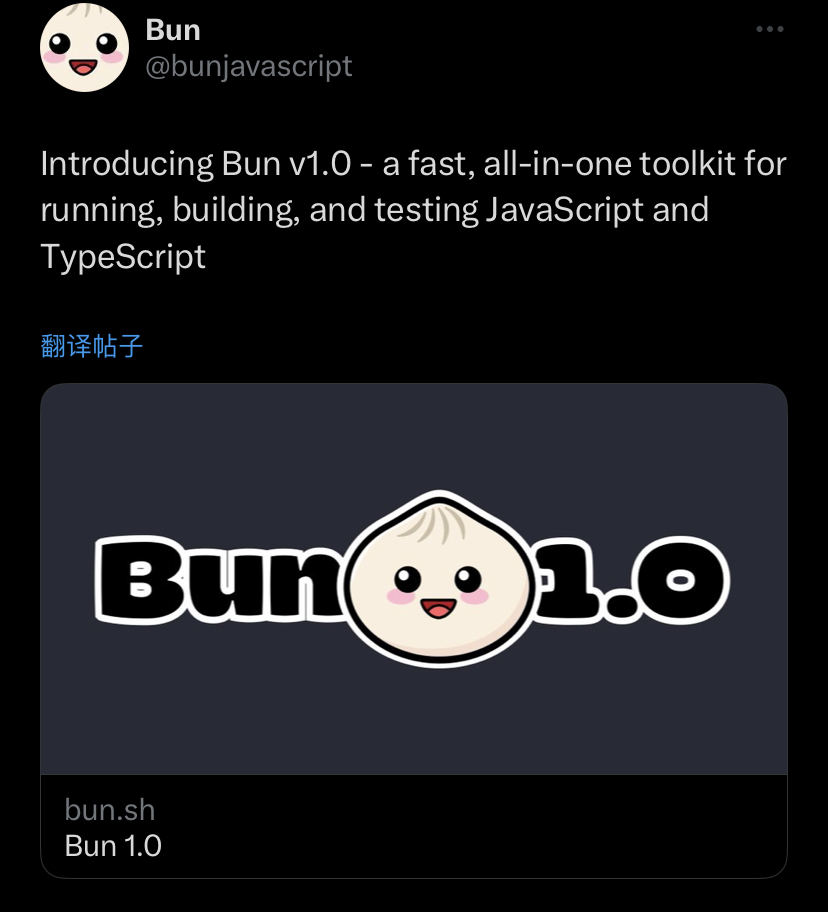 Bun
@bunjavascript
Introducing Bun v1.0 - a fast, all-in-one toolkit for
running, building, and testing JavaScript and
TypeScript
翻译帖子
Bun 1.0
bun.sh
Bun 1.0